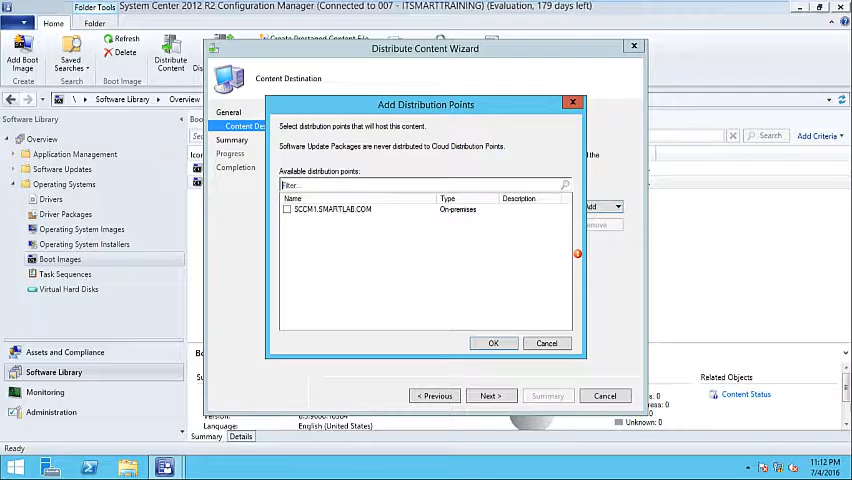 Folder Tools
System Center 2012 R2 Configuration Manager (Connected to 007 - ITSMARTTRAINING) (Evaluation, 179 days left)
Home
Folder
Add Boot
Image
Create
Saved
Searches
Search
Refresh
Delete
Boot Image
Distribute
Content
Create Prestaged Content File
\ Software Library
Overview
Search
Add Criteria
Software Library
Overview
Application Management
Software Updates
Operating Systems
Drivers
Driver Packages
Operating System Images
Operating System Installers
Boot Images
Task Sequences
Virtual Hard Disks
Assets and Compliance
Software Library
Monitoring
Administration
Distribute Content Wizard
Content Destination
General
Content Des
Summary
Progress
Completion
Add Distribution Points
Select distribution points that will host this content.
Software Update Packages are never distributed to Cloud Distribution Points.
Available distribution points:
Filter...
Name Type Description
SCCM1.SMARTLAB.COM On-premises
OK Cancel
< Previous Next > Summary Cancel
English (United States)
Unknown: 0
Related Objects
Content Status
Summary Details
Ready
11:12 PM
7/4/2016